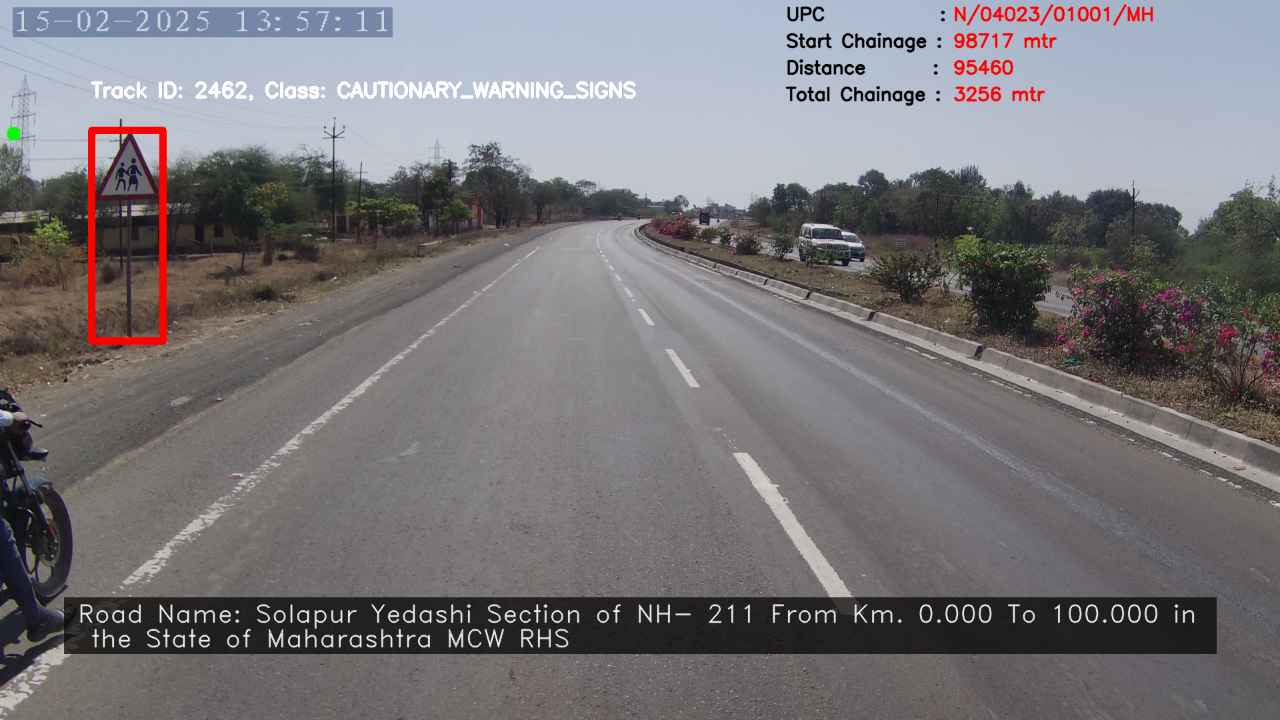 15-02-2025 13:57:11
UPC : N/04023/01001/MH
Start Chainage : 98717 mtr
Distance : 95460
Total Chainage : 3256 mtr
Track ID: 2462, Class: CAUTIONARY_WARNING_SIGNS
Road Name: Solapur Yedashi Section of NH- 211 From Km. 0.000 To 100.000 in
the State of Maharashtra MCW RHS